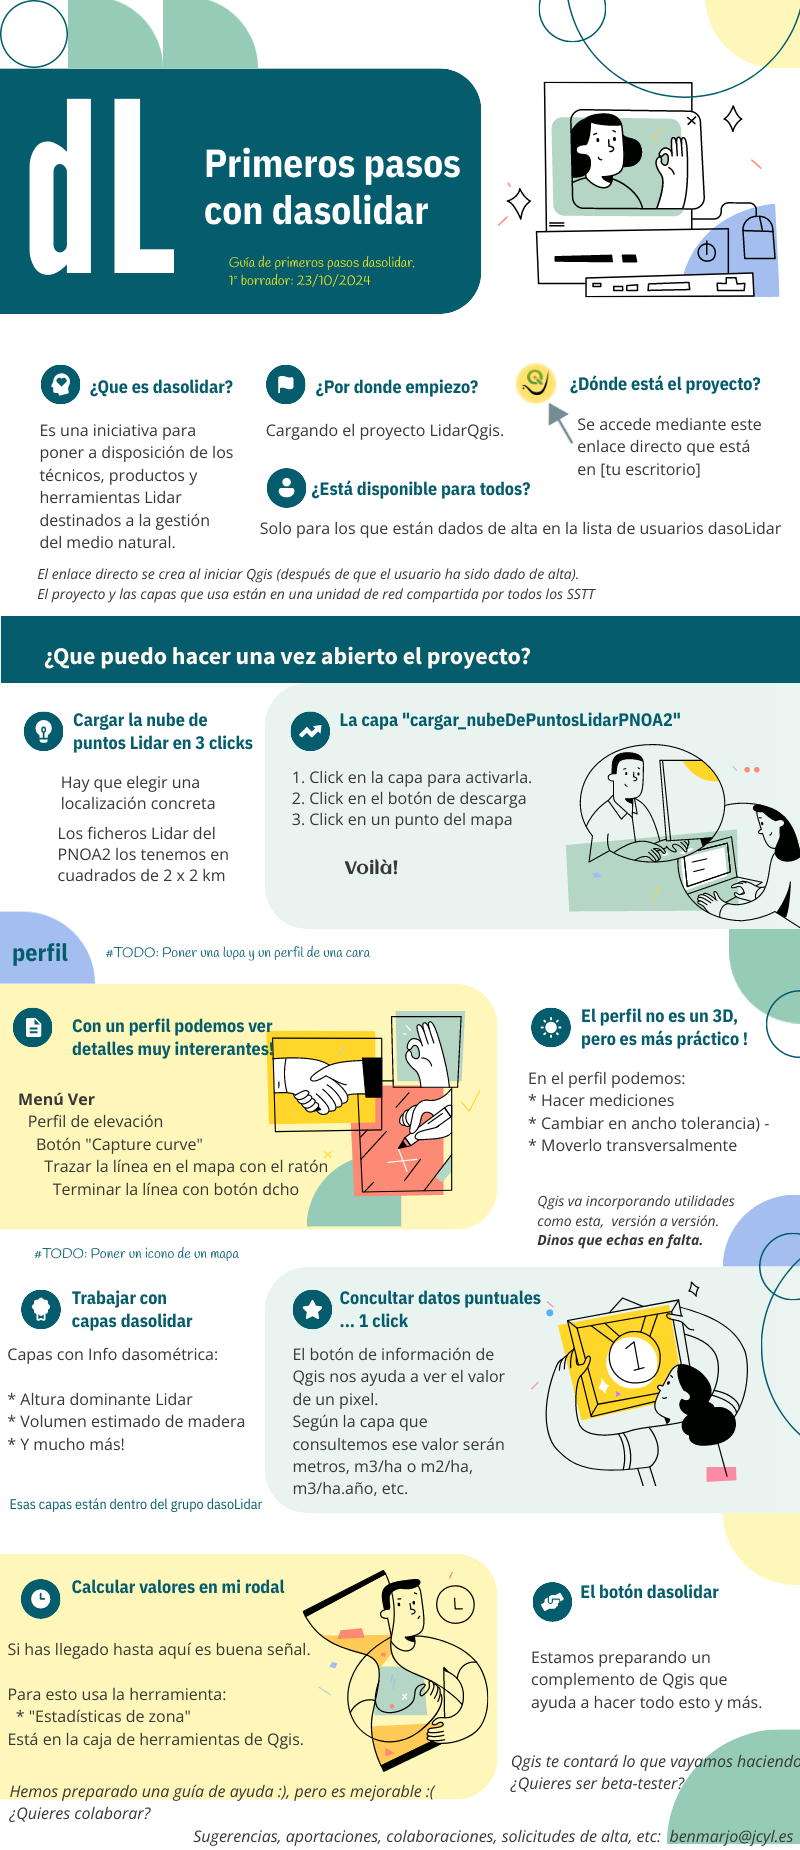 dL
Primeros pasos
con dasolidar
Guía de primeros pasos dasolidar.
1º borrador: 23/10/2024
¿Que es dasolidar?
Es una iniciativa para
poner a disposición de los
técnicos, productos y
herramientas Lidar
destinados a la gestión
del medio natural.
¿Por donde empiezo?
Cargando el proyecto LidarQgis.
¿Dónde está el proyecto?
Se accede mediante este
enlace directo que está
en [tu escritorio]
¿Está disponible para todos?
Solo para los que están dados de alta en la lista de usuarios dasoLidar
El enlace directo se crea al iniciar Qgis (después de que el usuario ha sido dado de alta).
El proyecto y las capas que usa están en una unidad de red compartida por todos los SSTT
¿Que puedo hacer una vez abierto el proyecto?
Cargar la nube de
puntos Lidar en 3 clicks
Hay que elegir una
localización concreta
Los ficheros Lidar del
PNOA2 los tenemos en
cuadrados de 2 x 2 km
La capa "cargar_nubeDePuntosLidarPNOA2"
1. Click en la capa para activarla.
2. Click en el botón de descarga
3. Click en un punto del mapa
Voilà!
perfil
#TODO: Poner una lupa y un perfil de una cara
Con un perfil podemos ver
detalles muy intererantes!
Menú Ver
Perfil de elevación
Botón "Capture curve"
Trazar la línea en el mapa con el ratón
Terminar la línea con botón dcho
El perfil no es un 3D,
pero es más práctico !
En el perfil podemos:
* Hacer mediciones
* Cambiar en ancho tolerancia) -
* Moverlo transversalmente
Qgis va incorporando utilidades
como esta,  versión a versión.
Dinos que echas en falta.
#TODO: Poner un icono de un mapa
Trabajar con
capas dasolidar
Capas con Info dasométrica:
* Altura dominante Lidar
* Volumen estimado de madera
* Y mucho más!
Esas capas están dentro del grupo dasoLidar
Concultar datos puntuales
... 1 click
El botón de información de
Qgis nos ayuda a ver el valor
de un pixel.
Según la capa que
consultemos ese valor serán
metros, m3/ha o m2/ha,
m3/ha.año, etc.
1
Calcular valores en mi rodal
Si has llegado hasta aquí es buena señal.
Para esto usa la herramienta:
* "Estadísticas de zona"
Está en la caja de herramientas de Qgis.
Hemos preparado una guía de ayuda :), pero es mejorable :(
¿Quieres colaborar?
El botón dasolidar
Estamos preparando un
complemento de Qgis que
ayuda a hacer todo esto y más.
Qgis te contará lo que vayamos haciendo
¿Quieres ser beta-tester?
Sugerencias, aportaciones, colaboraciones, solicitudes de alta, etc:  benmarjo@jcyl.es